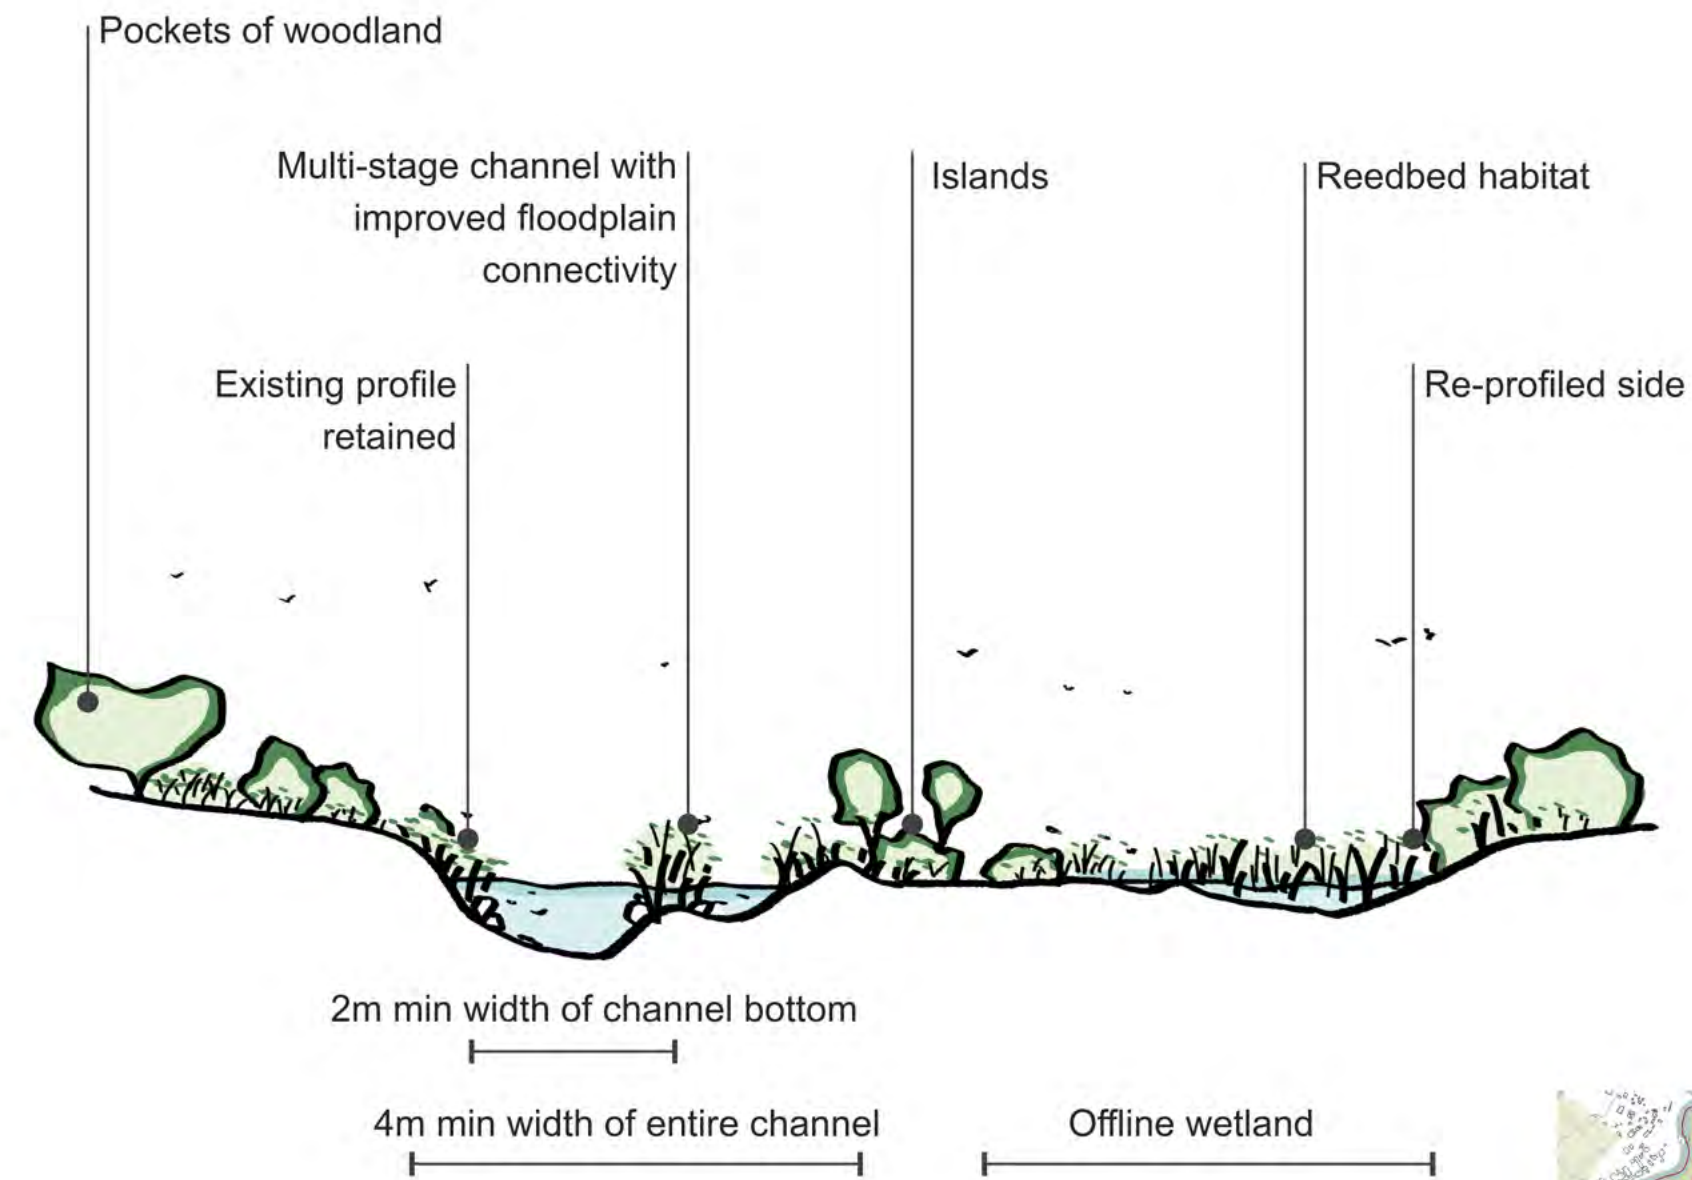 Pockets of woodland
Multi-stage channel with
improved floodplain
connectivity
Islands
Reedbed habitat
Existing profile
retained
Re-profiled side
2m min width of channel bottom
4m min width of entire channel
Offline wetland